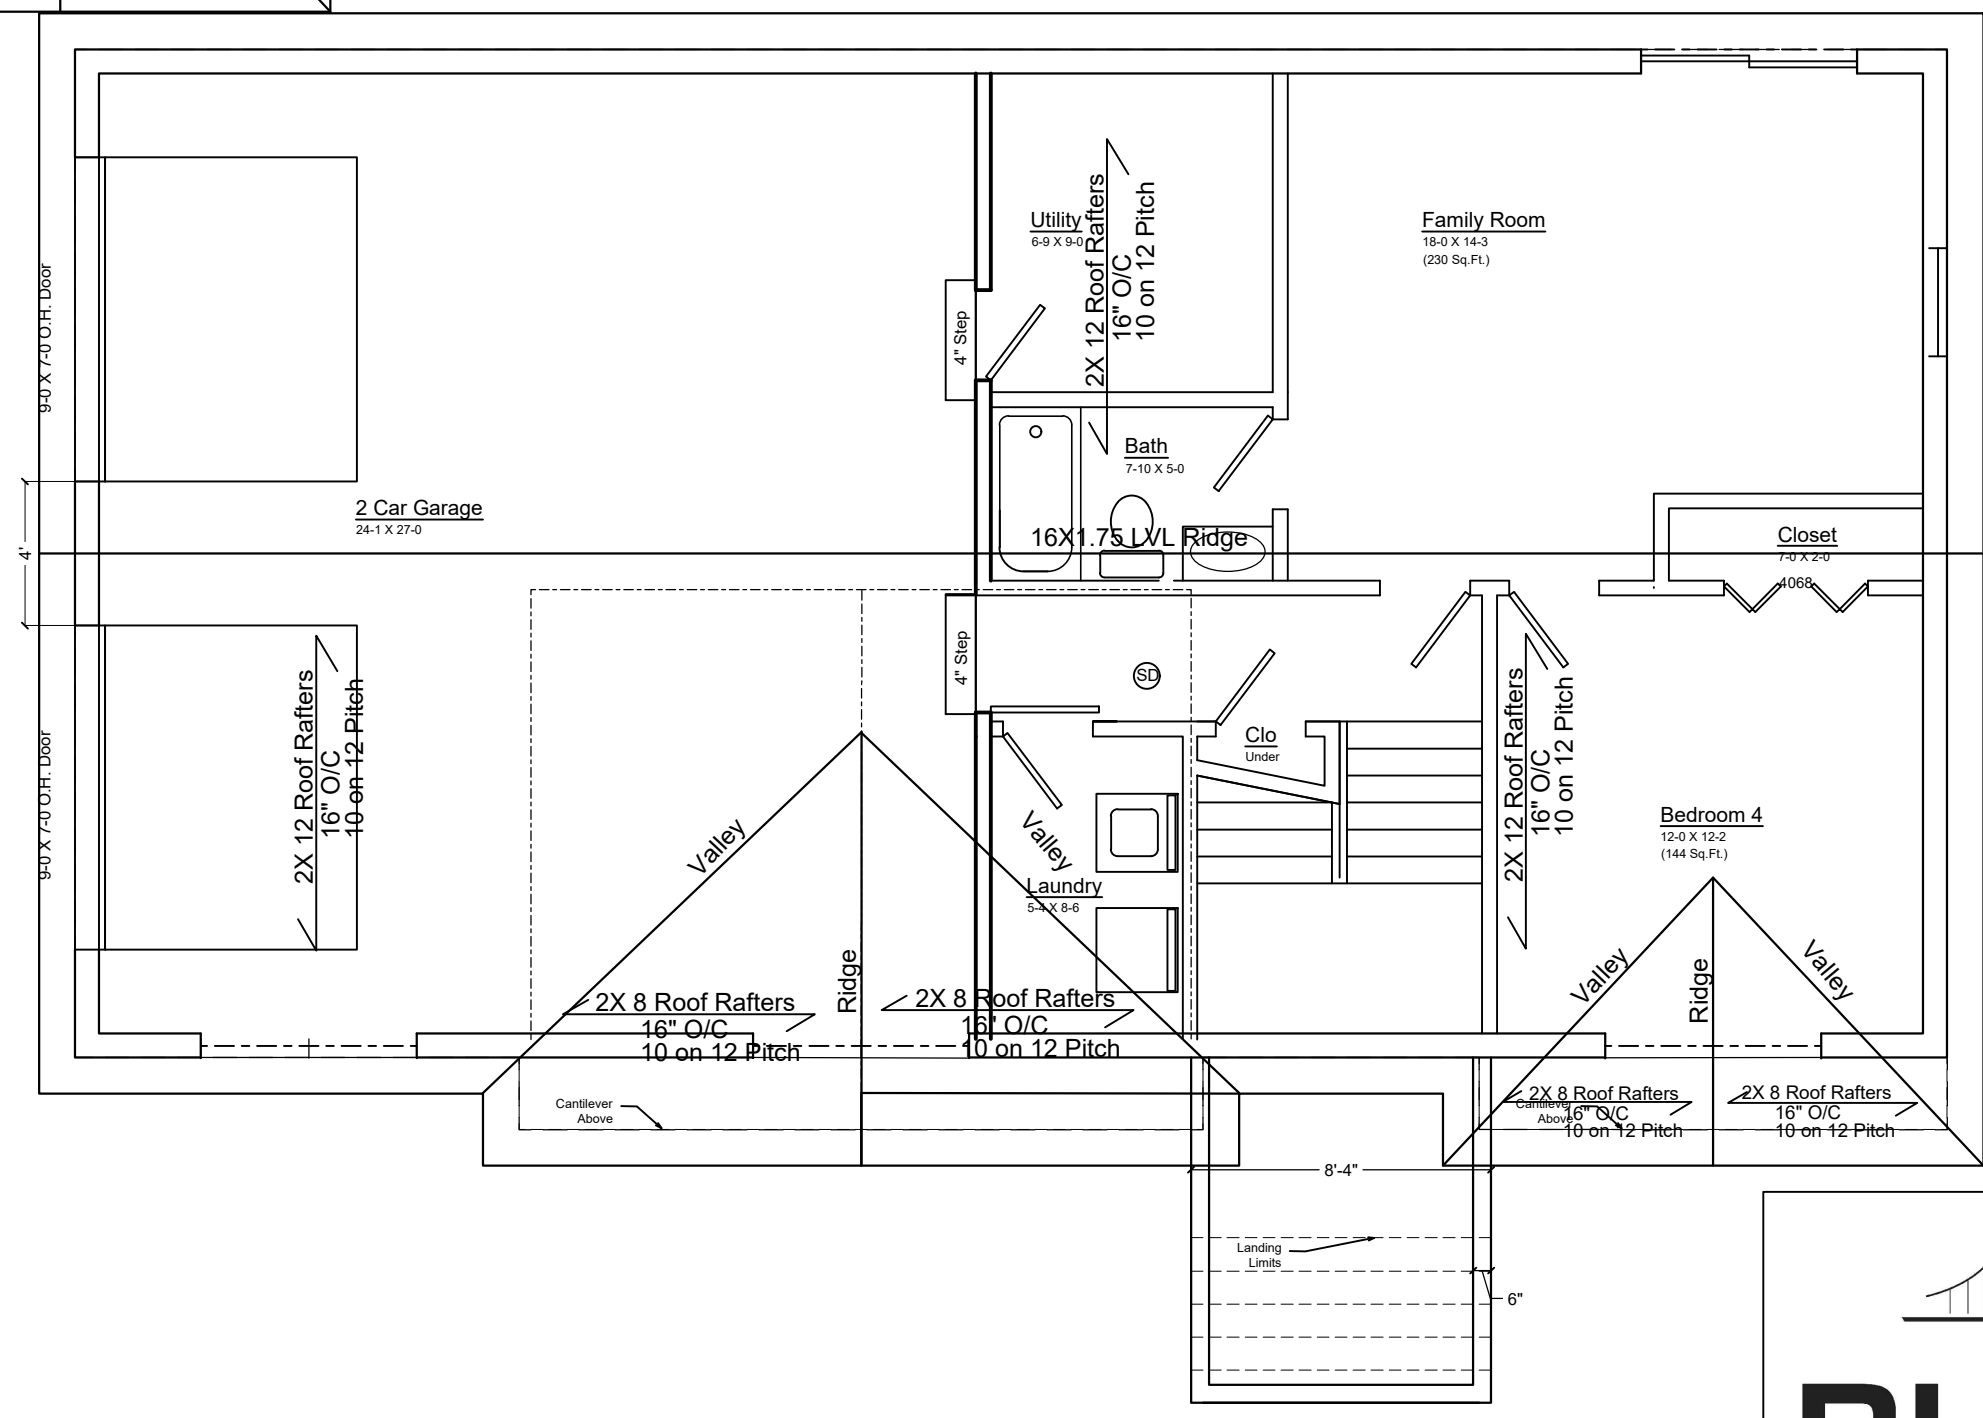 Utility
6-9 X 9-0
2X 12 Roof Rafters
16" O/C
10 on 12 Pitch
Family Room
18-0 X 14-3
(230 Sq.Ft.)
9-0 X 7-0 O.H. Door
4" Step
Bath
7-10 X 5-0
2 Car Garage
24-1 X 27-0
4'
16X1.75 LVL Ridge
Closet
7-0 X 2-0
4068
4" Step
SD
9-0 X 7-0 O.H. Door
2X 12 Roof Rafters
16" O/C
10 on 12 Pitch
Clo
Under
2X 12 Roof Rafters
16" O/C
10 on 12 Pitch
Bedroom 4
12-0 X 12-2
(144 Sq.Ft.)
Valley
Valley
Laundry
5-4 X 8-6
Ridge
2X 8 Roof Rafters
16" O/C
10 on 12 Pitch
2X 8 Roof Rafters
16" O/C
10 on 12 Pitch
Valley
Ridge
Valley
Cantilever
Above
Cantilever
Above
2X 8 Roof Rafters
16" O/C
10 on 12 Pitch
2X 8 Roof Rafters
16" O/C
10 on 12 Pitch
8'-4"
Landing
Limits
6"